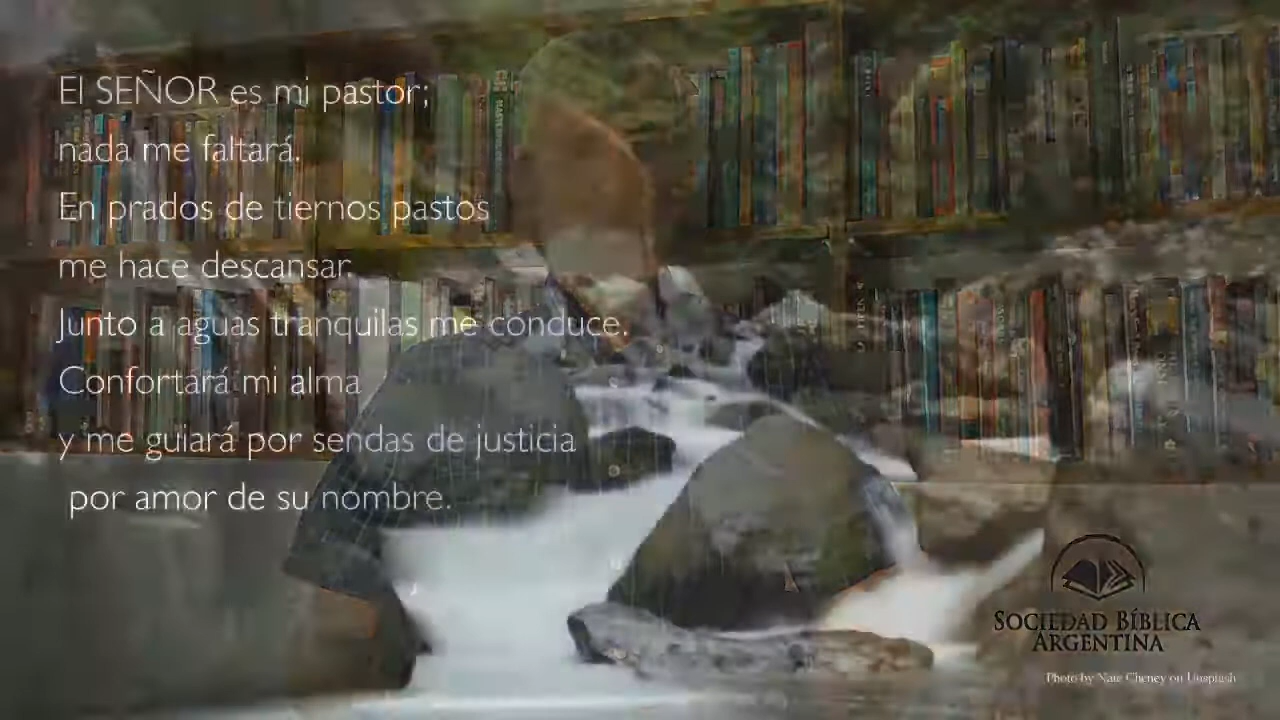 El SEÑOR es mi pastor;
nada me faltará.
En prados de tiernos pastos
me hace descansar.
Junto a aguas tranquilas me conduce.
Confortará mi alma
y me guiará por sendas de justicia
por amor de su nombre.
SOCIEDAD BÍBLICA
ARGENTINA
Photo by Nate Cheney on Unsplash